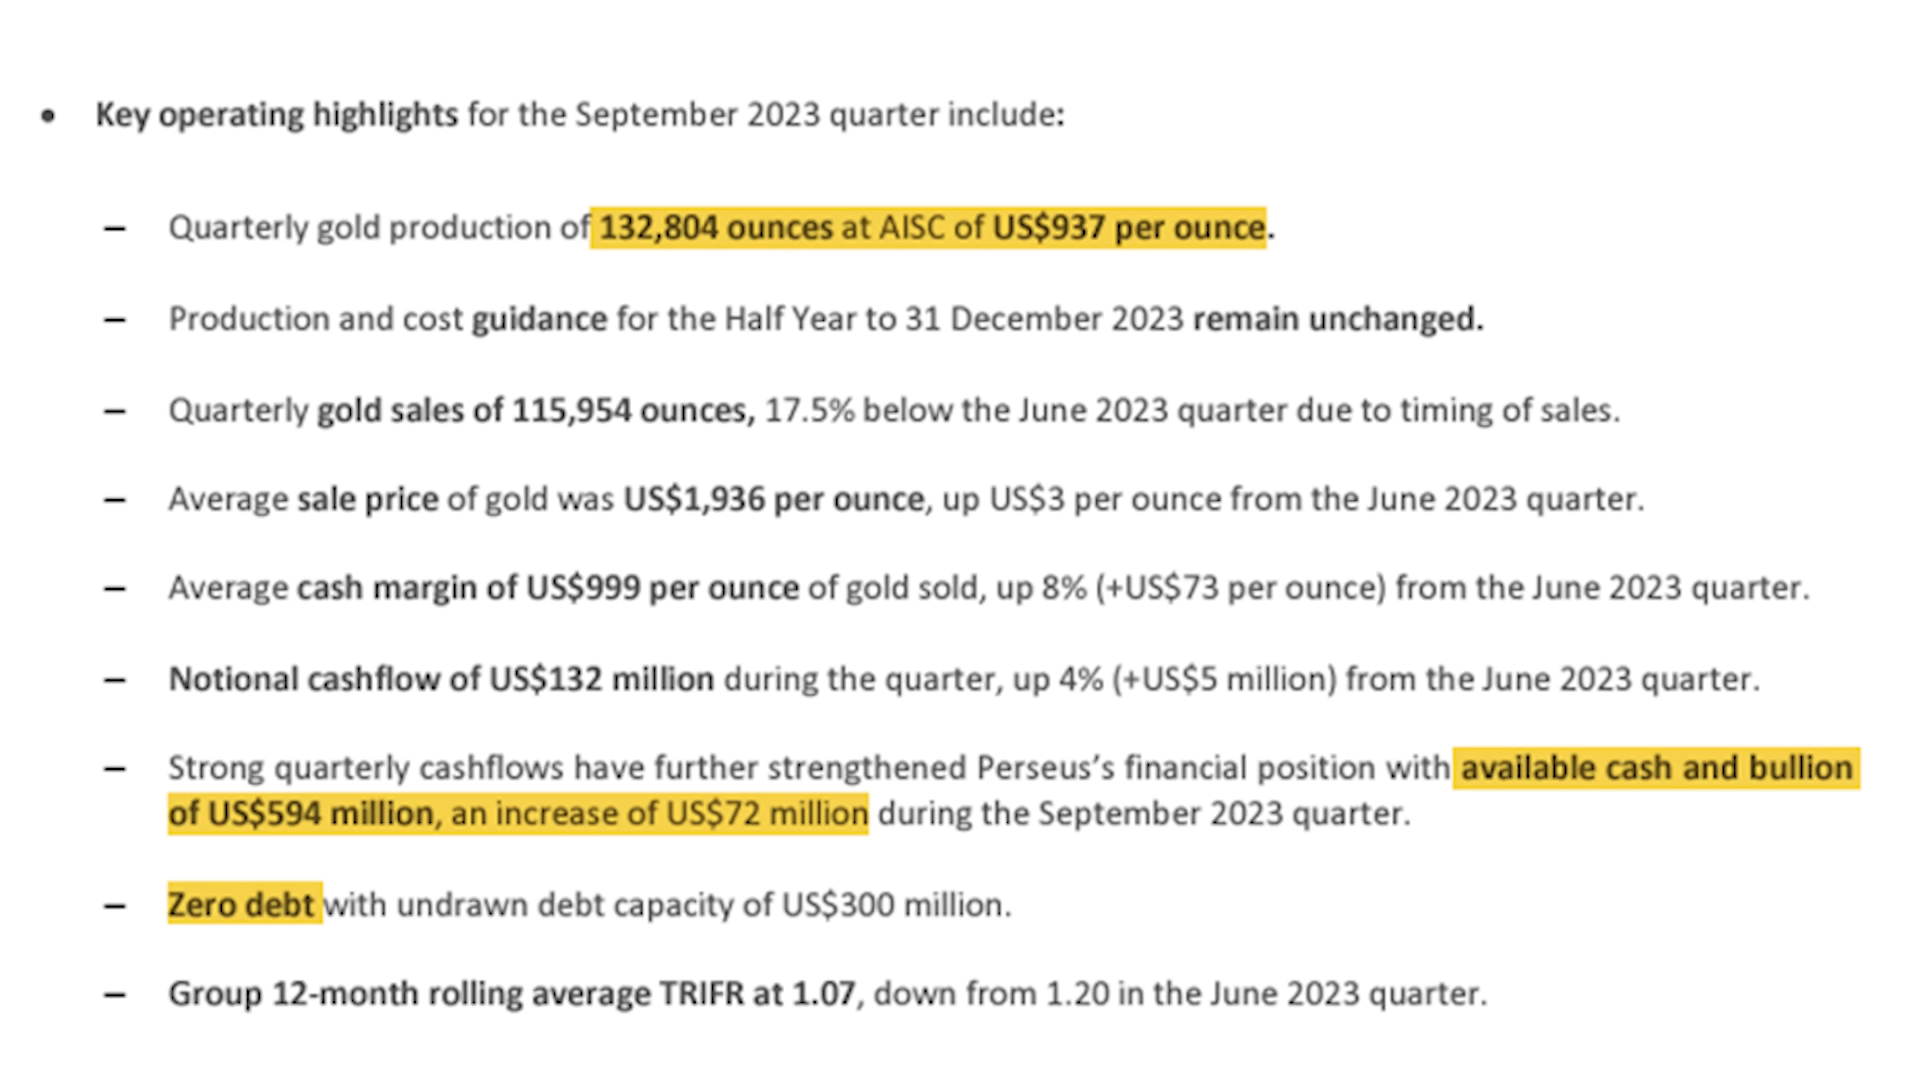 • Key operating highlights for the September 2023 quarter include:
– Quarterly gold production of 132,804 ounces at AISC of US$937 per ounce.
– Production and cost guidance for the Half Year to 31 December 2023 remain unchanged.
– Quarterly gold sales of 115,954 ounces, 17.5% below the June 2023 quarter due to timing of sales.
– Average sale price of gold was US$1,936 per ounce, up US$3 per ounce from the June 2023 quarter.
– Average cash margin of US$999 per ounce of gold sold, up 8% (+US$73 per ounce) from the June 2023 quarter.
– Notional cashflow of US$132 million during the quarter, up 4% (+US$5 million) from the June 2023 quarter.
– Strong quarterly cashflows have further strengthened Perseus’s financial position with available cash and bullion
of US$594 million, an increase of US$72 million during the September 2023 quarter.
– Zero debt with undrawn debt capacity of US$300 million.
– Group 12-month rolling average TRIFR at 1.07, down from 1.20 in the June 2023 quarter.